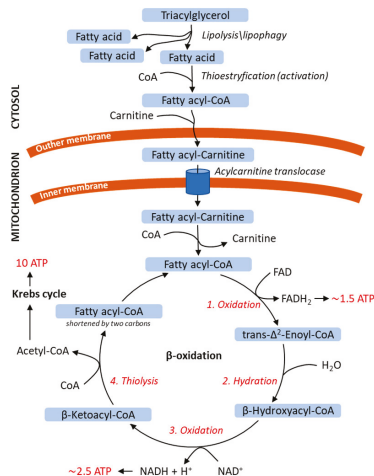 Triacylglycerol
Fatty acid
Lipolysis\lipophagy
Fatty acid
Fatty acid
CoA
Thioestryfication (activation)
Fatty acyl-CoA
CYTOSOL
Carnitine
Outher membrane
Fatty acyl-Carnitine
MITOCHONDRION
Acylcarnitine translocase
Inner membrane
Fatty acyl-Carnitine
CoA
Carnitine
Fatty acyl-CoA
10 ATP
FAD
Krebs cycle
1. Oxidation
FADH₂
~1.5 ATP
Fatty acyl-CoA
shortened by two carbons
trans-Δ²-Enoyl-CoA
Acetyl-CoA
β-oxidation
H₂O
CoA
4. Thiolysis
2. Hydration
β-Ketoacyl-CoA
β-Hydroxyacyl-CoA
3. Oxidation
~2.5 ATP
NADH + H⁺
NAD⁺